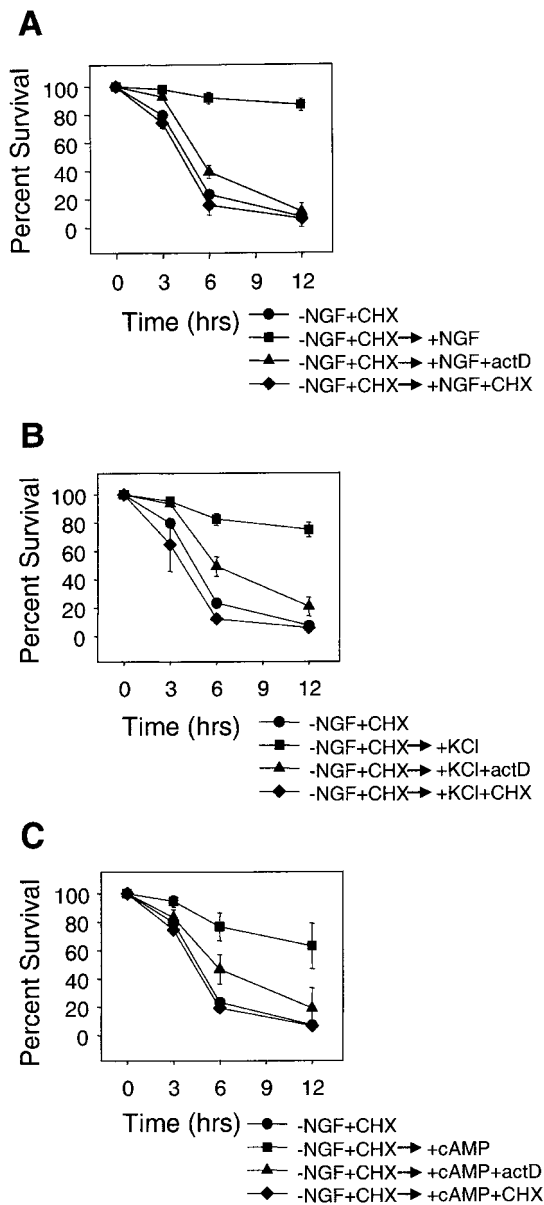 A
Percent Survival
100
80
60
40
20
0
0 3 6 9 12
Time (hrs)
-NGF+CHX
-NGF+CHX→ +NGF
-NGF+CHX→ +NGF+actD
-NGF+CHX→ +NGF+CHX
B
Percent Survival
100
80
60
40
20
0
0 3 6 9 12
Time (hrs)
-NGF+CHX
-NGF+CHX→ +KCl
-NGF+CHX→ +KCl+actD
-NGF+CHX→ +KCl+CHX
C
Percent Survival
100
80
60
40
20
0
0 3 6 9 12
Time (hrs)
-NGF+CHX
-NGF+CHX→ +cAMP
-NGF+CHX→ +cAMP+actD
-NGF+CHX→ +cAMP+CHX